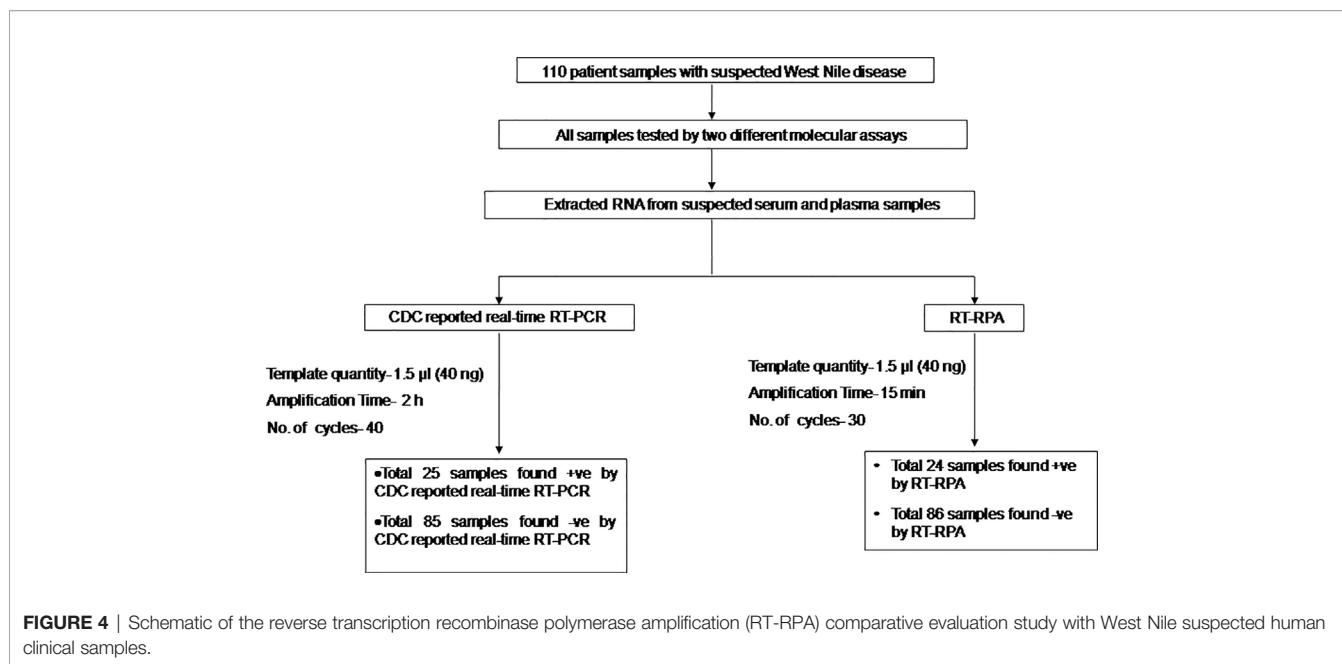 110 patient samples with suspected West Nile disease
All samples tested by two different molecular assays
Extracted RNA from suspected serum and plasma samples
CDC reported real-time RT-PCR
RT-RPA
Template quantity- 1.5 µl (40 ng)
Amplification Time- 2 h
No. of cycles- 40
Template quantity- 1.5 µl (40 ng)
Amplification Time- 15 min
No. of cycles- 30
•Total 25 samples found +ve by
CDC reported real-time RT-PCR
•Total 85 samples found -ve by
CDC reported real-time RT-PCR
• Total 24 samples found +ve
by RT-RPA
• Total 86 samples found -ve
by RT-RPA
FIGURE 4 | Schematic of the reverse transcription recombinase polymerase amplification (RT-RPA) comparative evaluation study with West Nile suspected human
clinical samples.